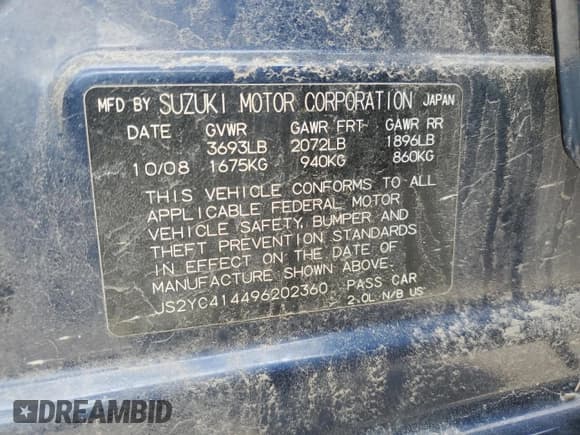 MFD BY SUZUKI MOTOR CORPORATION JAPAN
DATE GVWR GAWR FRT GAWR RR
3693LB 2072LB 1896LB
10/08 1675KG 940KG 860KG
THIS VEHICLE CONFORMS TO ALL
APPLICABLE FEDERAL MOTOR
VEHICLE SAFETY, BUMPER AND
THEFT PREVENTION STANDARDS
IN EFFECT ON THE DATE OF
MANUFACTURE SHOWN ABOVE.
JS2YC414496202360 PASS CAR
2.0L N/B US
DREAMBID